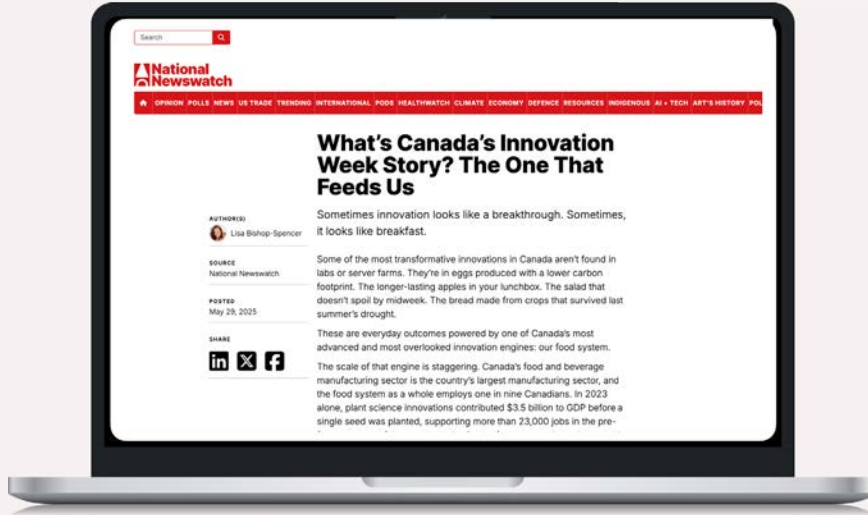 Search
National
Newswatch
OPINION POLLS NEWS US TRADE TRENDING INTERNATIONAL PODS HEALTHWATCH CLIMATE ECONOMY DEFENCE RESOURCES INDIGENOUS AI + TECH ART'S HISTORY POL
What's Canada's Innovation
Week Story? The One That
Feeds Us
AUTHOR(S)
Lisa Bishop-Spencer
SOURCE
National Newswatch
POSTED
May 29, 2025
SHARE
in X f
Sometimes innovation looks like a breakthrough. Sometimes,
it looks like breakfast.
Some of the most transformative innovations in Canada aren't found in
labs or server farms. They're in eggs produced with a lower carbon
footprint. The longer-lasting apples in your lunchbox. The salad that
doesn't spoil by midweek. The bread made from crops that survived last
summer's drought.
These are everyday outcomes powered by one of Canada's most
advanced and most overlooked innovation engines: our food system.
The scale of that engine is staggering. Canada's food and beverage
manufacturing sector is the country's largest manufacturing sector, and
the food system as a whole employs one in nine Canadians. In 2023
alone, plant science innovations contributed $3.5 billion to GDP before a
single seed was planted, supporting more than 23,000 jobs in the pre-